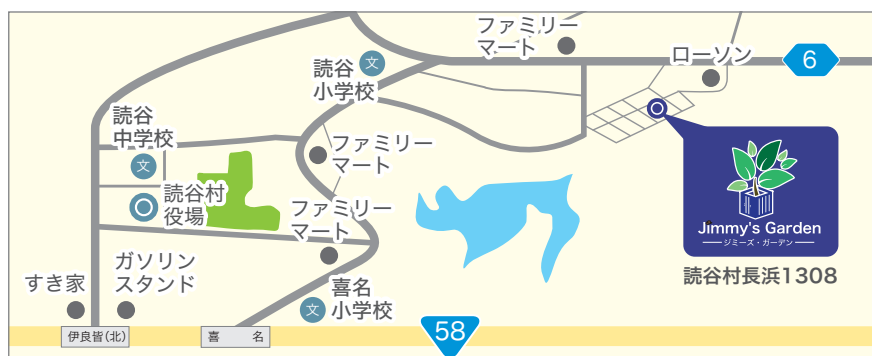 ファミリー
マート
ローソン
6
読谷
小学校
文
読谷
中学校
文
ファミリー
マート
読谷村
役場
ファミリー
マート
Jimmy's Garden
ジミーズ・ガーデン
読谷村長浜1308
すき家
ガソリン
スタンド
喜名
小学校
文
伊良皆(北)
喜 名
58